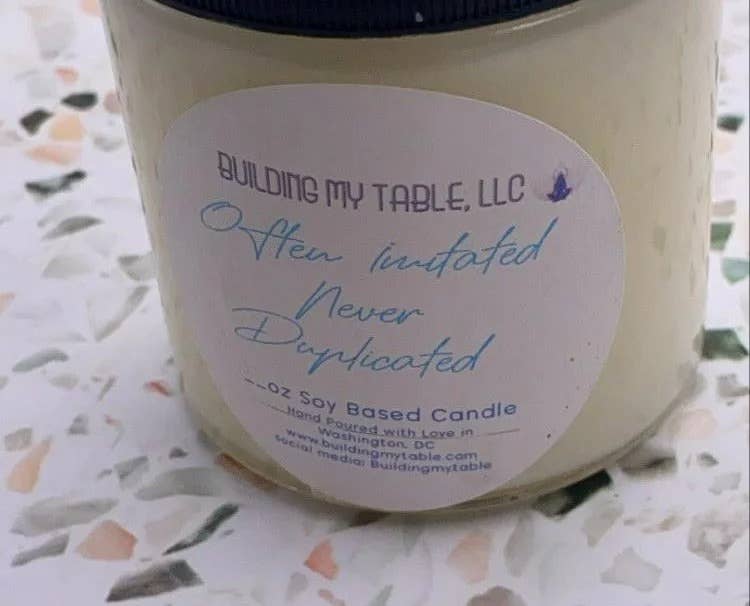 BUILDING MY TABLE, LLC
Often imitated
Never
Duplicated
--oz Soy Based Candle
Hand Poured with Love in
Washington, DC
www.buildingmytable.com
social media: Buildingmytable